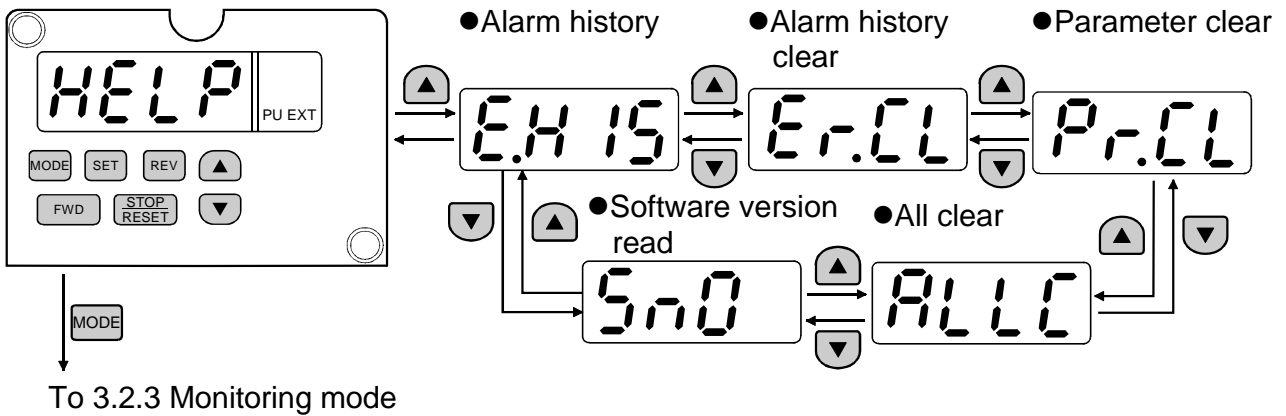 ●Alarm history
●Alarm history
clear
●Parameter clear
HELP
PU EXT
E.HIS
Er.CL
Pr.CL
MODE
SET
REV
FWD
STOP
RESET
●Software version
read
●All clear
Sn0
ALLC
MODE
To 3.2.3 Monitoring mode